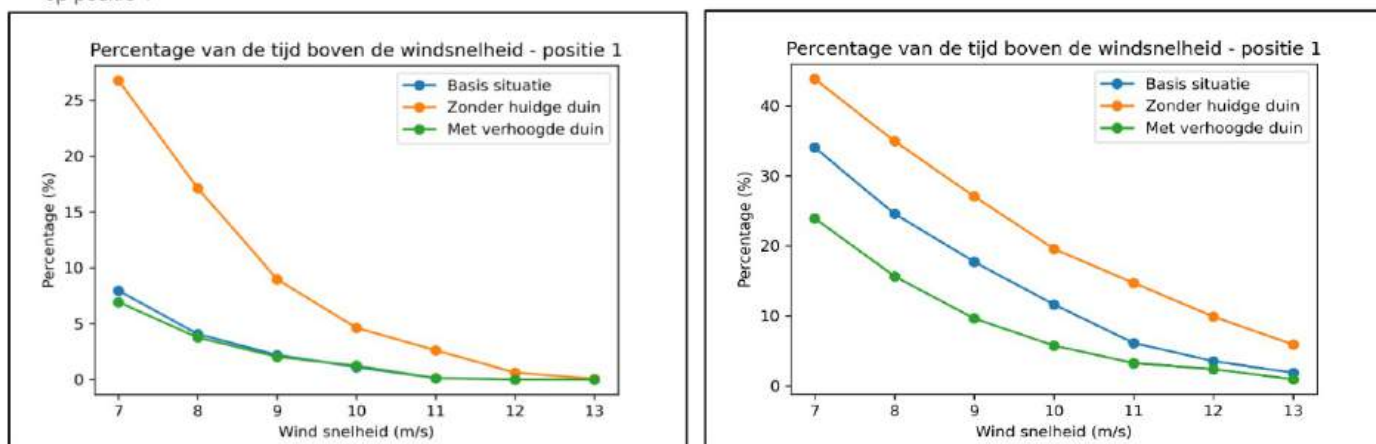 Percentage van de tijd boven de windsnelheid - positie 1
Percentage (%)
25
20
15
10
5
0
7 8 9 10 11 12 13
Wind snelheid (m/s)
Basis situatie
Zonder huidge duin
Met verhoogde duin
Percentage van de tijd boven de windsnelheid - positie 1
Percentage (%)
40
30
20
10
0
7 8 9 10 11 12 13
Wind snelheid (m/s)
Basis situatie
Zonder huidge duin
Met verhoogde duin